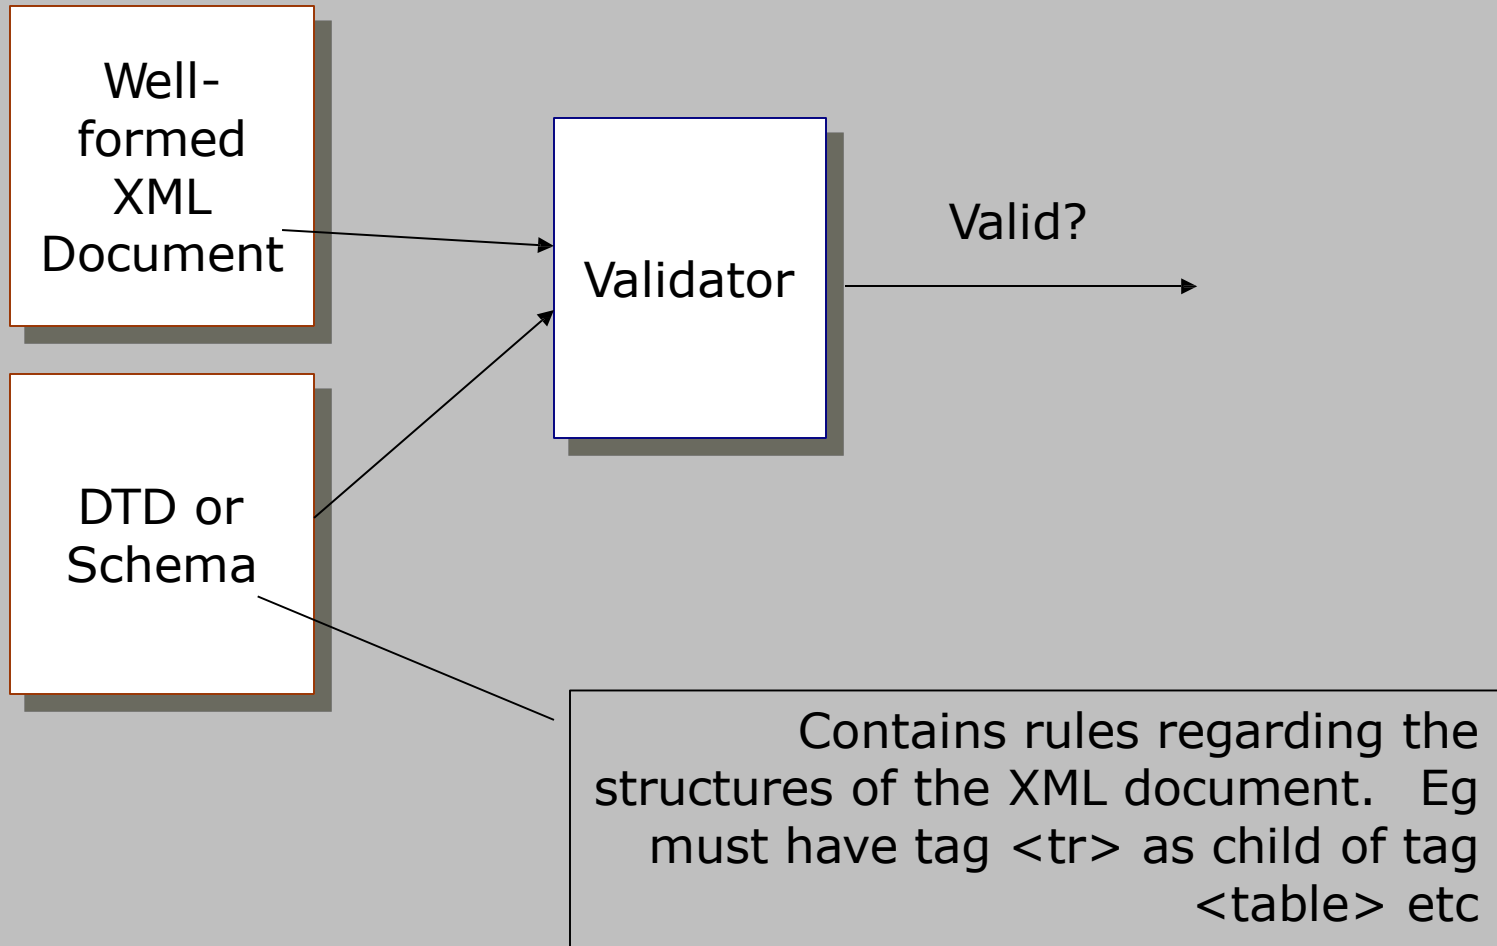 Well-
formed
XML
Document
Validator
Valid?
DTD or
Schema
Contains rules regarding the
structures of the XML document.   Eg
must have tag <tr> as child of tag
<table> etc